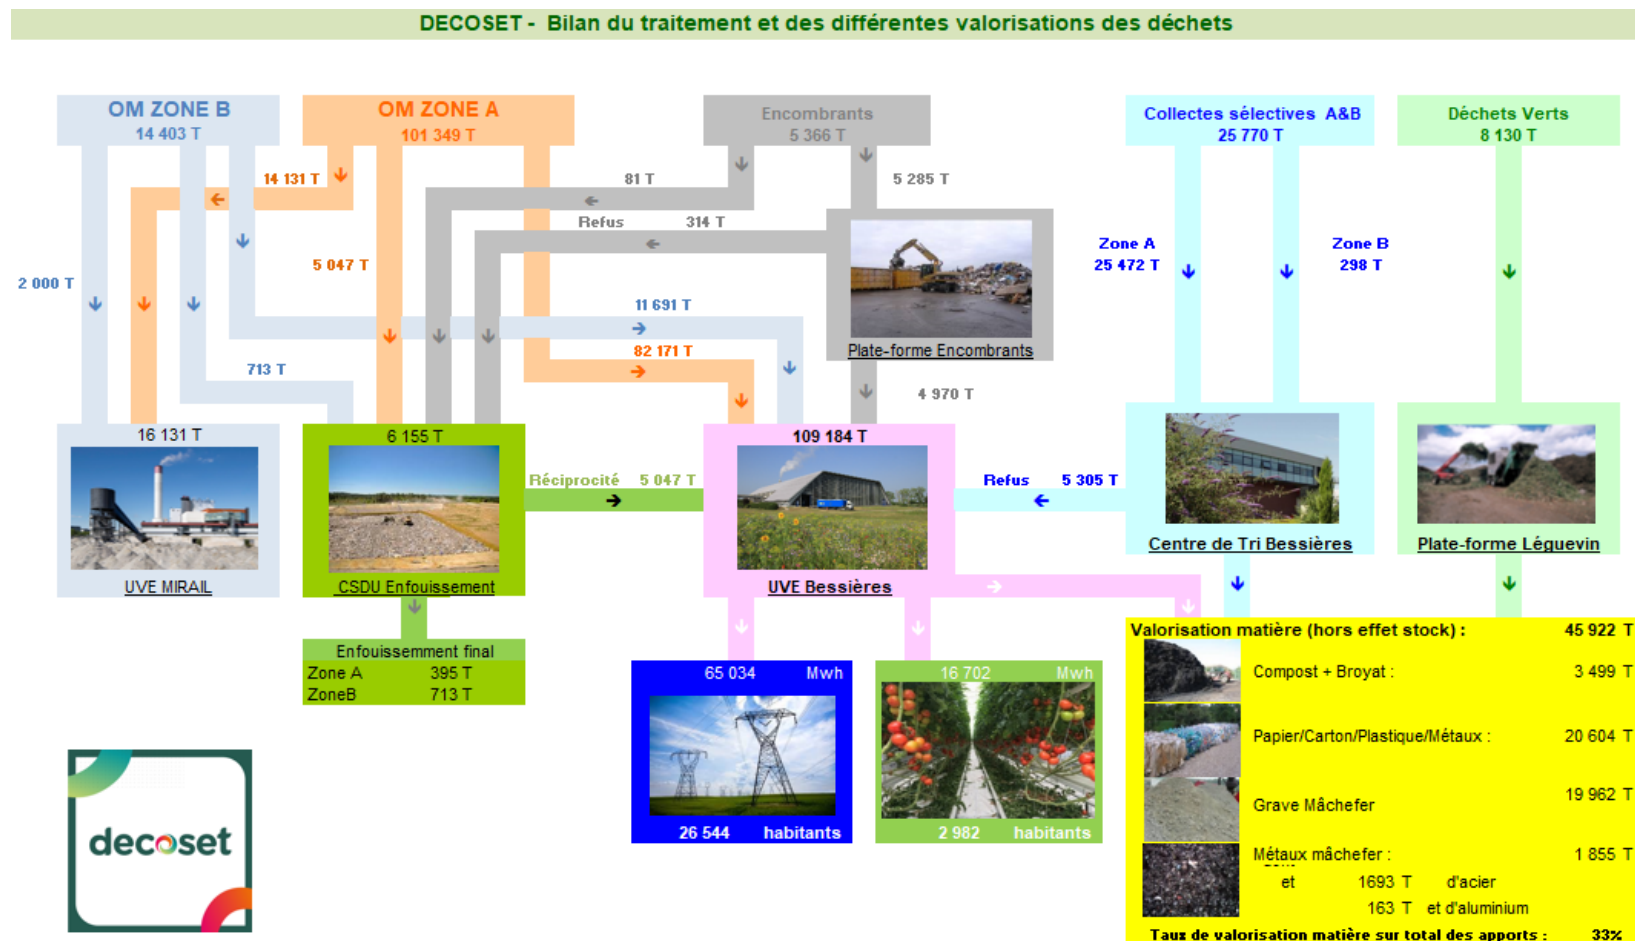 DECOSET - Bilan du traitement et des différentes valorisations des déchets
OM ZONE B
14 403 T
OM ZONE A
101 349 T
Encombrants
5 366 T
Collectes sélectives A&B
25 770 T
Déchets Verts
8 130 T
14 131 T
81 T
5 285 T
Refus 314 T
Zone A
25 472 T
Zone B
298 T
5 047 T
2 000 T
11 691 T
82 171 T
Plate-forme Encombrants
713 T
4 970 T
16 131 T
UVE MIRAIL
6 155 T
CSDU Enfouissement
Réciprocité 5 047 T
109 184 T
UVE Bessières
Refus 5 305 T
Centre de Tri Bessières
Plate-forme Léguevin
Enfouissemment final
Zone A 395 T
ZoneB 713 T
65 034 Mwh
26 544 habitants
16 702 Mwh
2 982 habitants
Valorisation matière (hors effet stock) : 45 922 T
Compost + Broyat : 3 499 T
Papier/Carton/Plastique/Métaux : 20 604 T
Grave Mâchefer 19 962 T
Métaux mâchefer : 1 855 T
et 1693 T d'acier
163 T et d'aluminium
Taux de valorisation matière sur total des apports : 33%
decoset